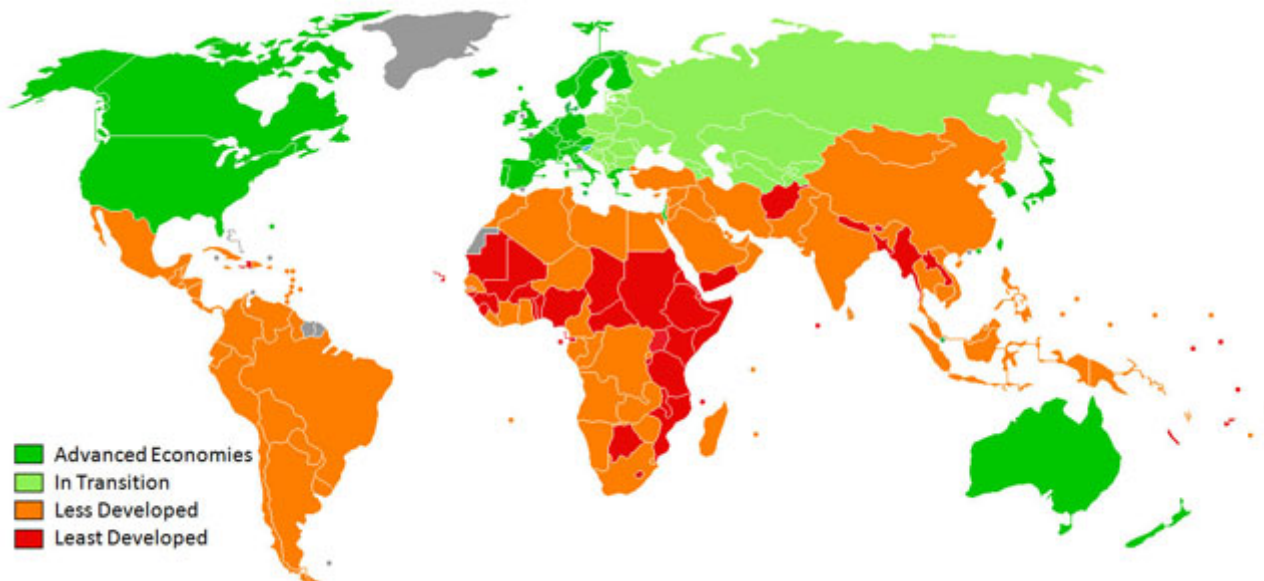 Advanced Economies
In Transition
Less Developed
Least Developed